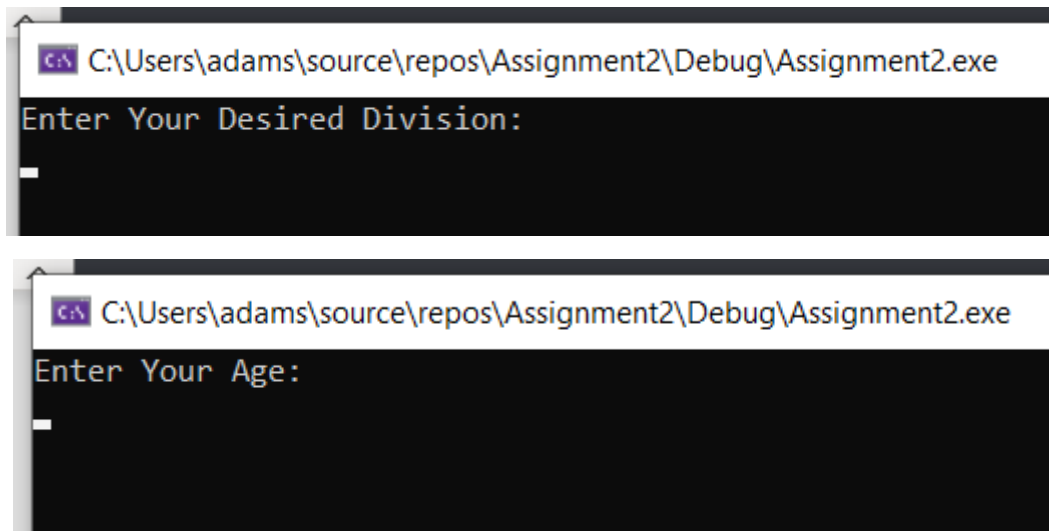 C:\Users\adams\source\repos\Assignment2\Debug\Assignment2.exe
Enter Your Desired Division:
C:\Users\adams\source\repos\Assignment2\Debug\Assignment2.exe
Enter Your Age: